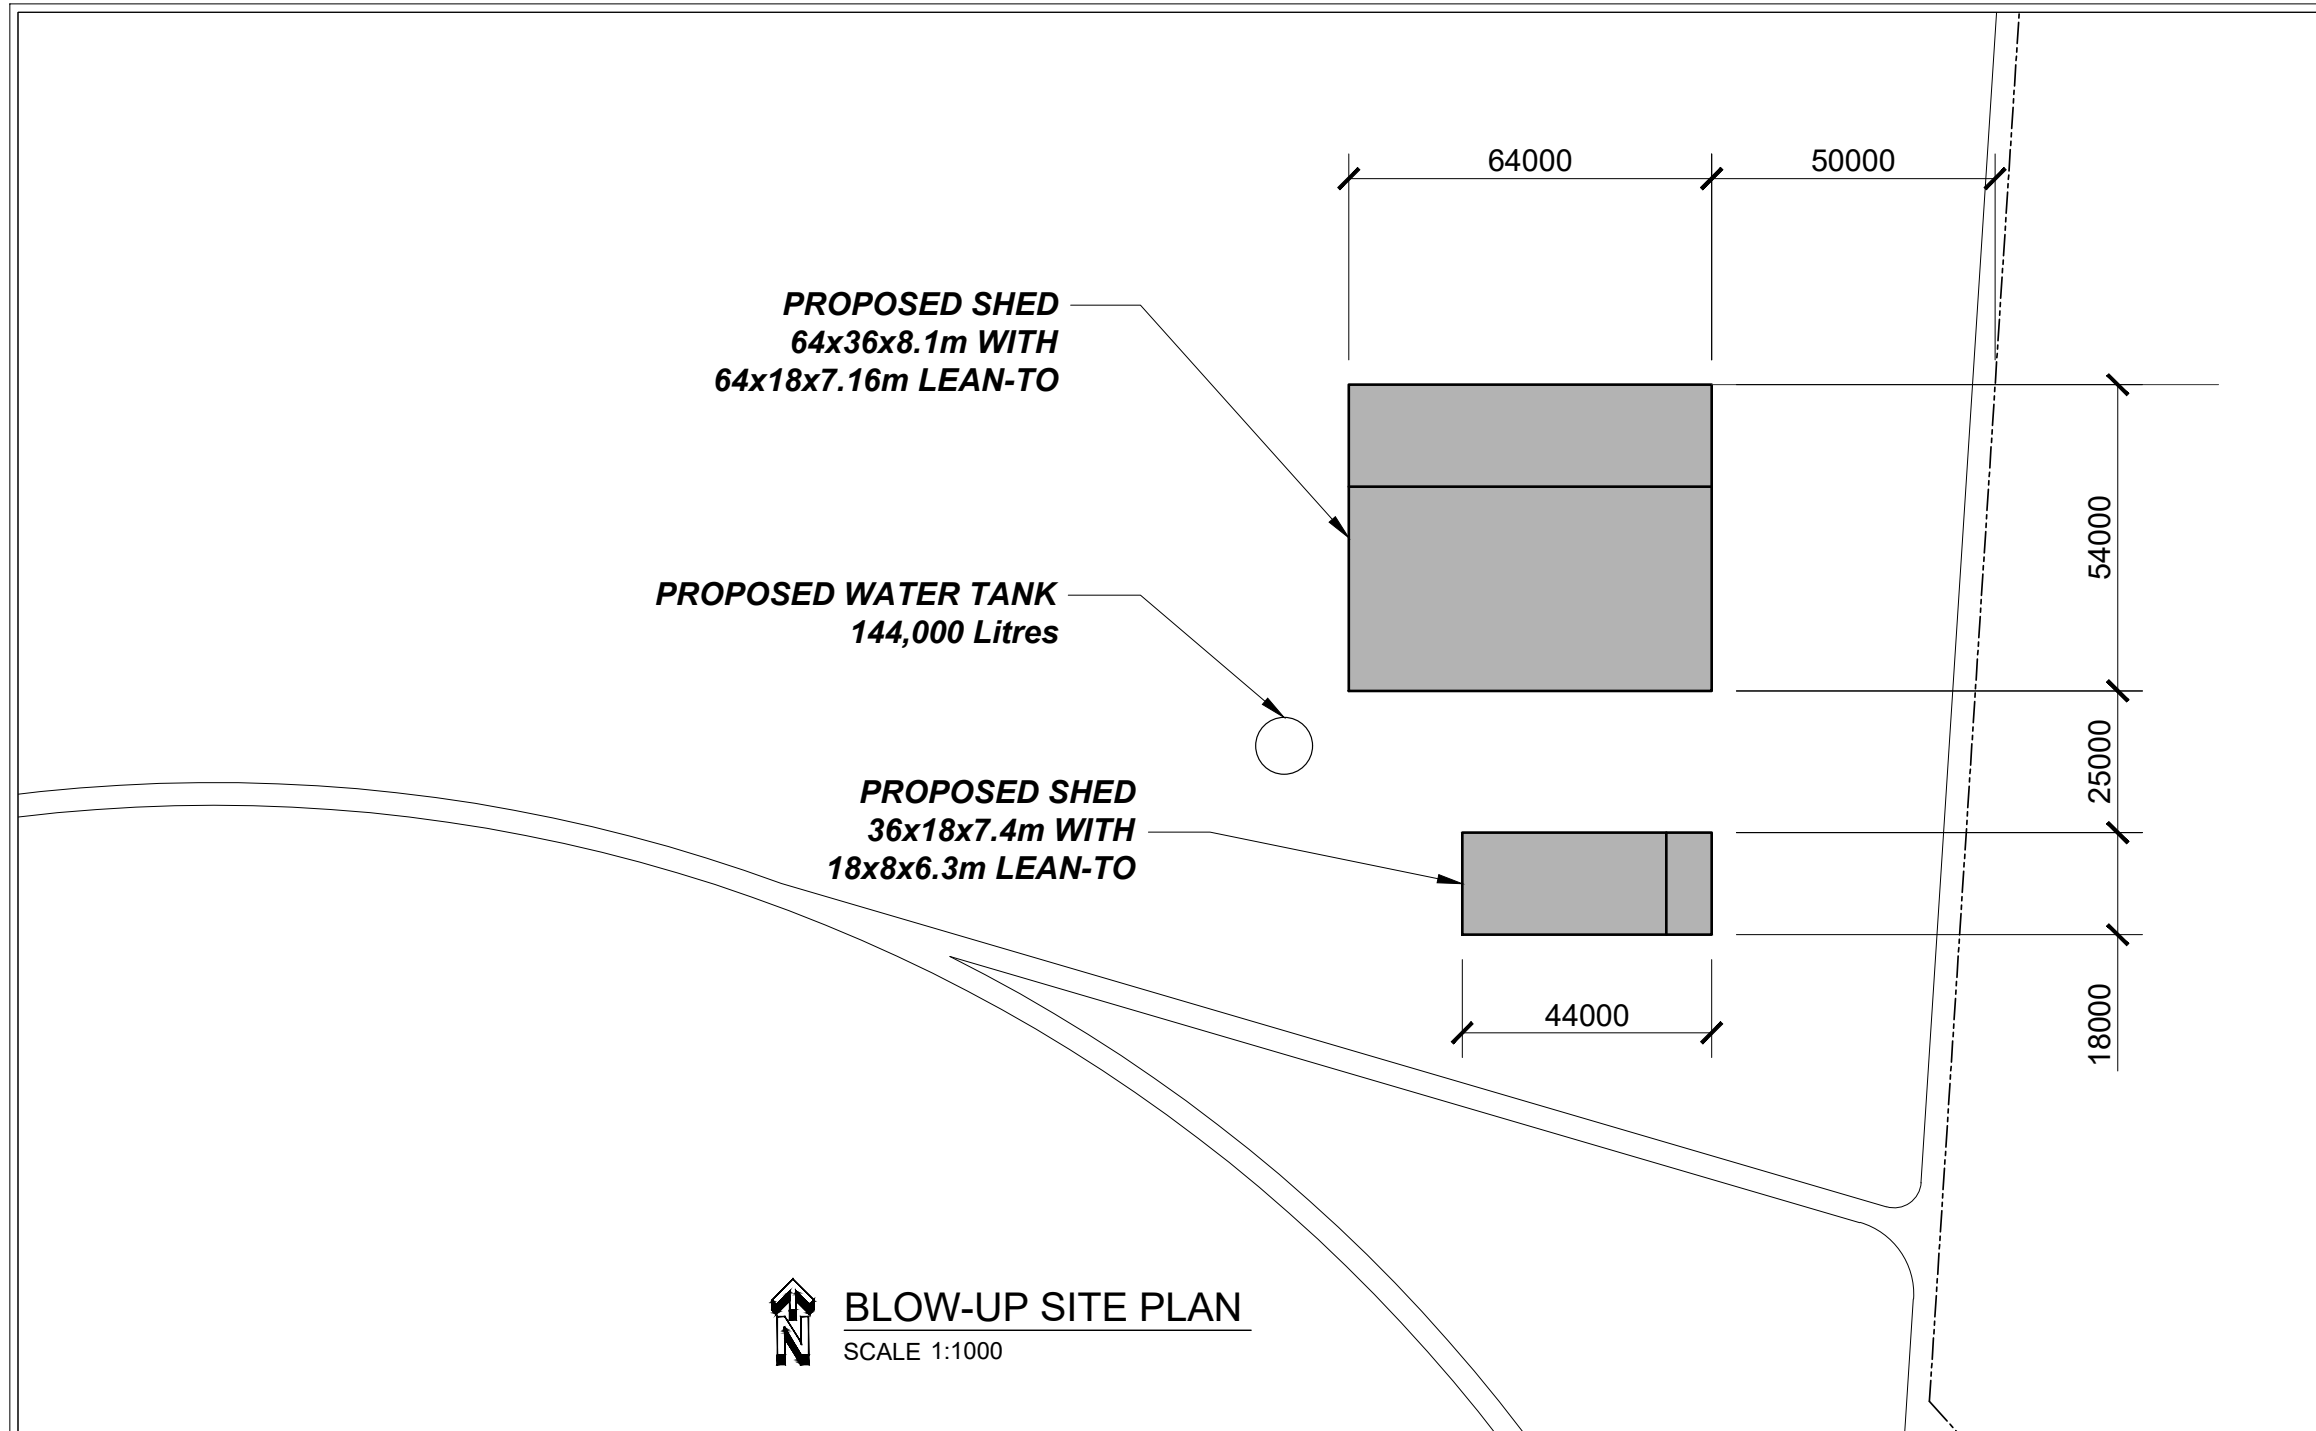 64000
50000
PROPOSED SHED
64x36x8.1m WITH
64x18x7.16m LEAN-TO
54000
PROPOSED WATER TANK
144,000 Litres
25000
PROPOSED SHED
36x18x7.4m WITH
18x8x6.3m LEAN-TO
44000
18000
N
BLOW-UP SITE PLAN
SCALE 1:1000